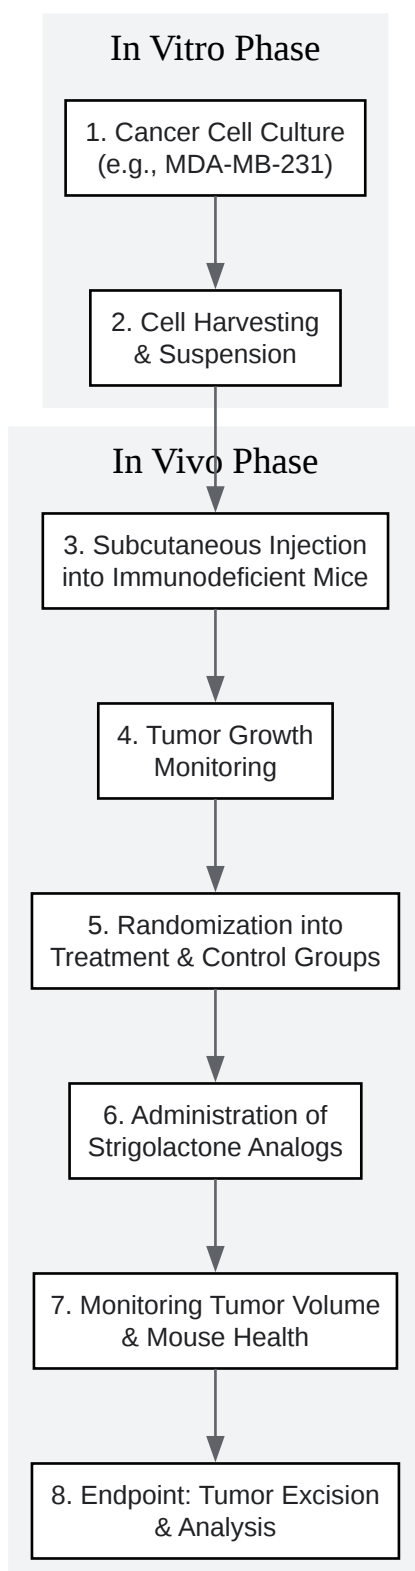 In Vitro Phase
1. Cancer Cell Culture
(e.g., MDA-MB-231)
2. Cell Harvesting
& Suspension
In Vivo Phase
3. Subcutaneous Injection
into Immunodeficient Mice
4. Tumor Growth
Monitoring
5. Randomization into
Treatment & Control Groups
6. Administration of
Strigolactone Analogs
7. Monitoring Tumor Volume
& Mouse Health
8. Endpoint: Tumor Excision
& Analysis